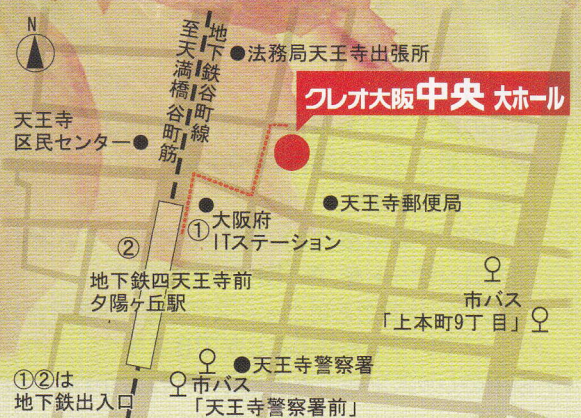 N
地下鉄谷町線
至天満橋 谷町筋
法務局天王寺出張所
クレオ大阪中央 大ホール
天王寺
区民センター
天王寺郵便局
①
大阪府
ITステーション
②
地下鉄四天王寺前
夕陽ヶ丘駅
市バス
「上本町9丁目」
天王寺警察署
市バス
「天王寺警察署前」
①②は
地下鉄出入口